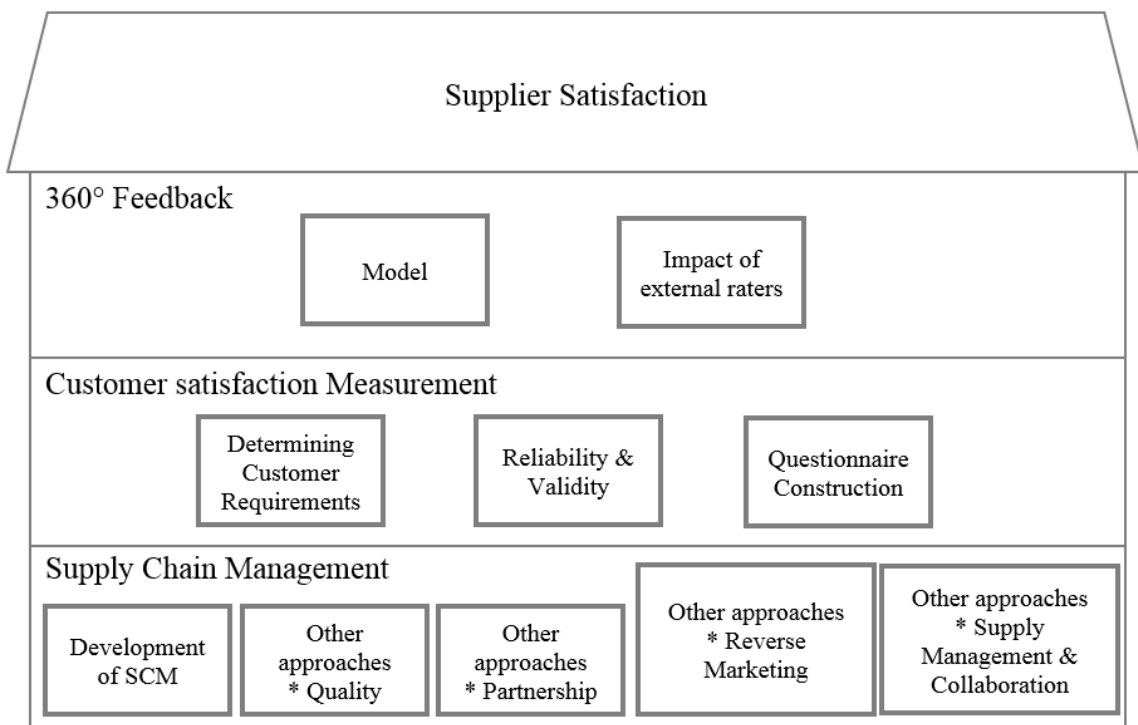 Supplier Satisfaction
360° Feedback
Model
Impact of
external raters
Customer satisfaction Measurement
Determining
Customer
Requirements
Reliability &
Validity
Questionnaire
Construction
Supply Chain Management
Development
of SCM
Other
approaches
* Quality
Other
approaches
* Partnership
Other approaches
* Reverse
Marketing
Other approaches
* Supply
Management &
Collaboration